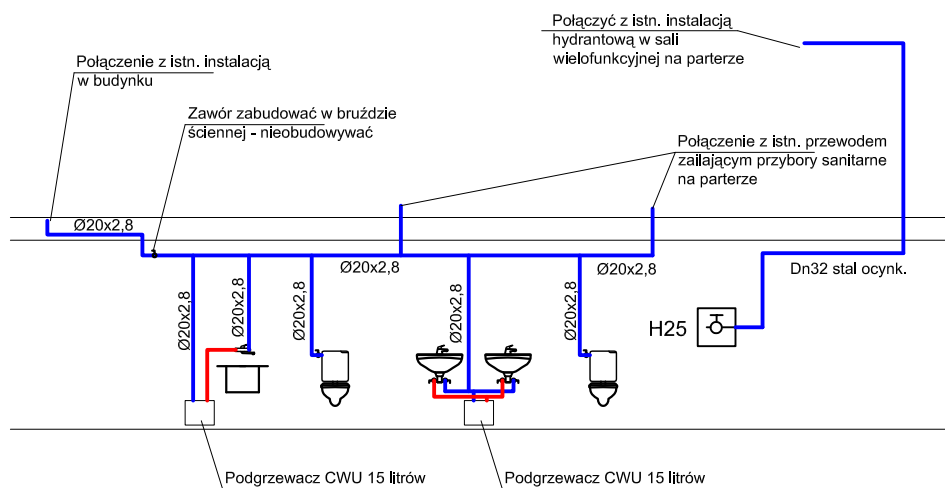 Połączyć z istn. instalacją
hydrantową w sali
wielofunkcyjnej na parterze
Połączenie z istn. instalacją
w budynku
Zawór zabudować w bruździe
ściennej - nieobudowywać
Połączenie z istn. przewodem
zailającym przybory sanitarne
na parterze
Ø20x2,8
Ø20x2,8
Ø20x2,8
Dn32 stal ocynk.
Ø20x2,8
Ø20x2,8
Ø20x2,8
Ø20x2,8
Ø20x2,8
H25
Podgrzewacz CWU 15 litrów
Podgrzewacz CWU 15 litrów